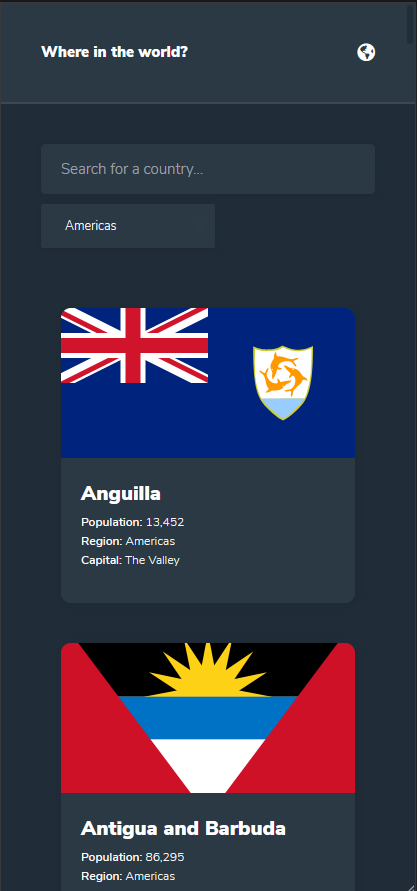 Where in the world?
Search for a country...
Americas
Anguilla
Population: 13,452
Region: Americas
Capital: The Valley
Antigua and Barbuda
Population: 86,295
Region: Americas